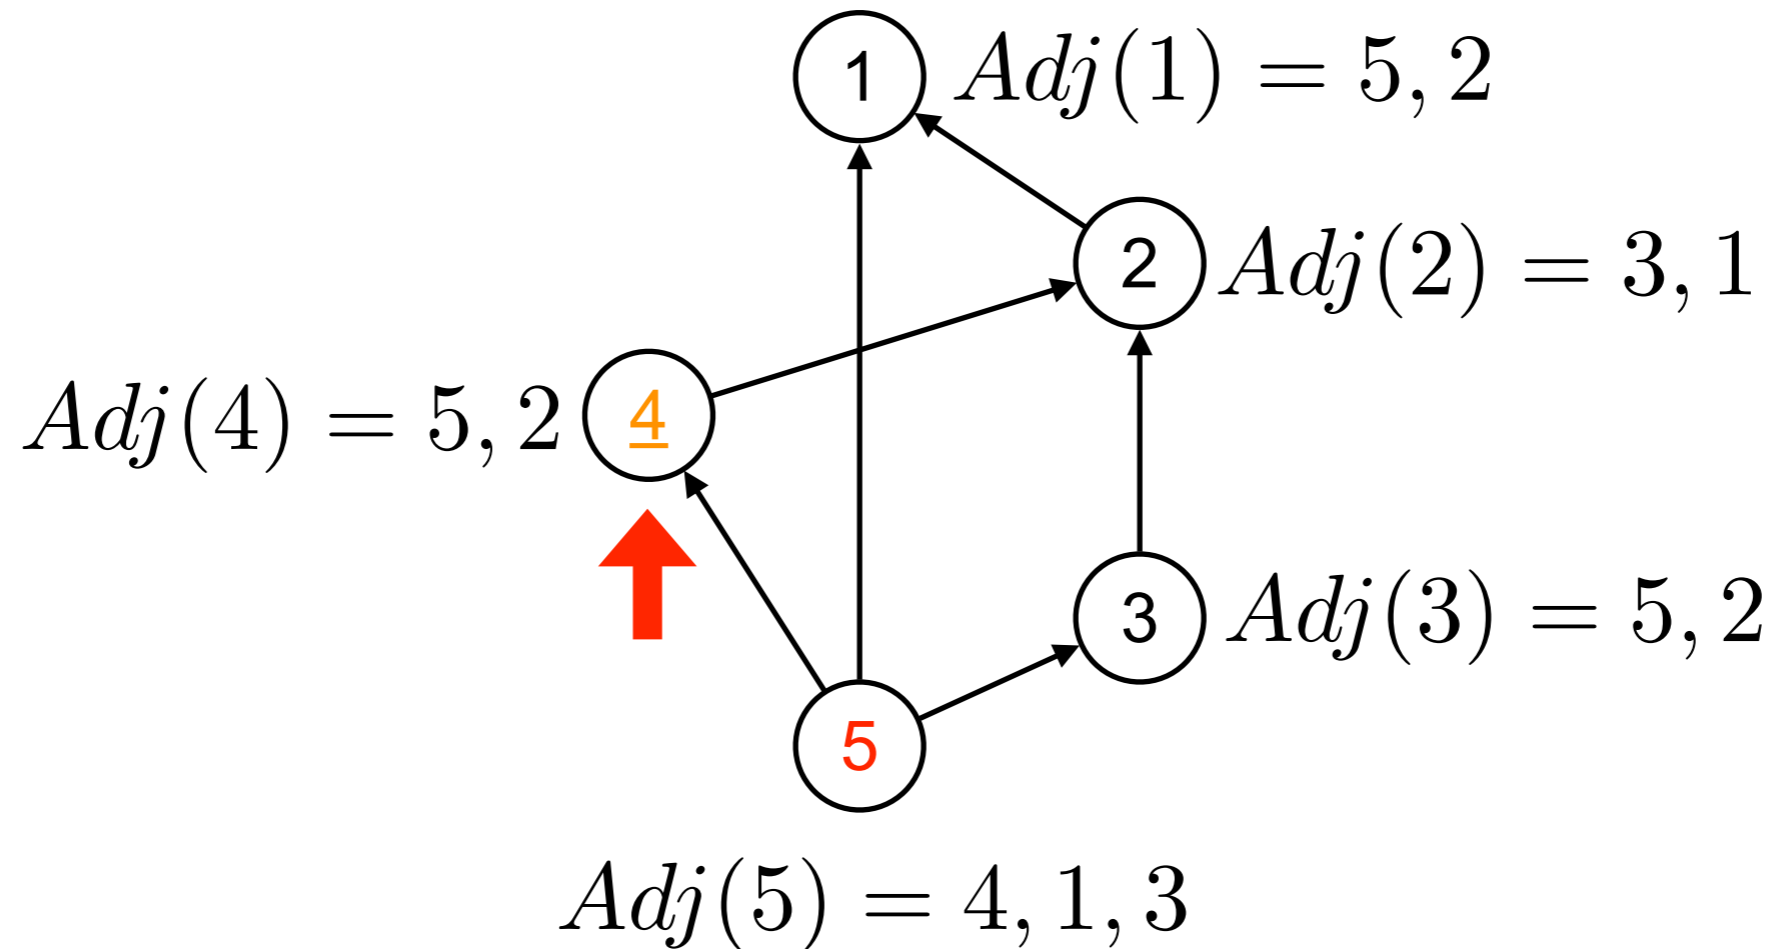 1 Adj(1) = 5, 2
2 Adj(2) = 3, 1
Adj(4) = 5, 2 4
3 Adj(3) = 5, 2
5
Adj(5) = 4, 1, 3